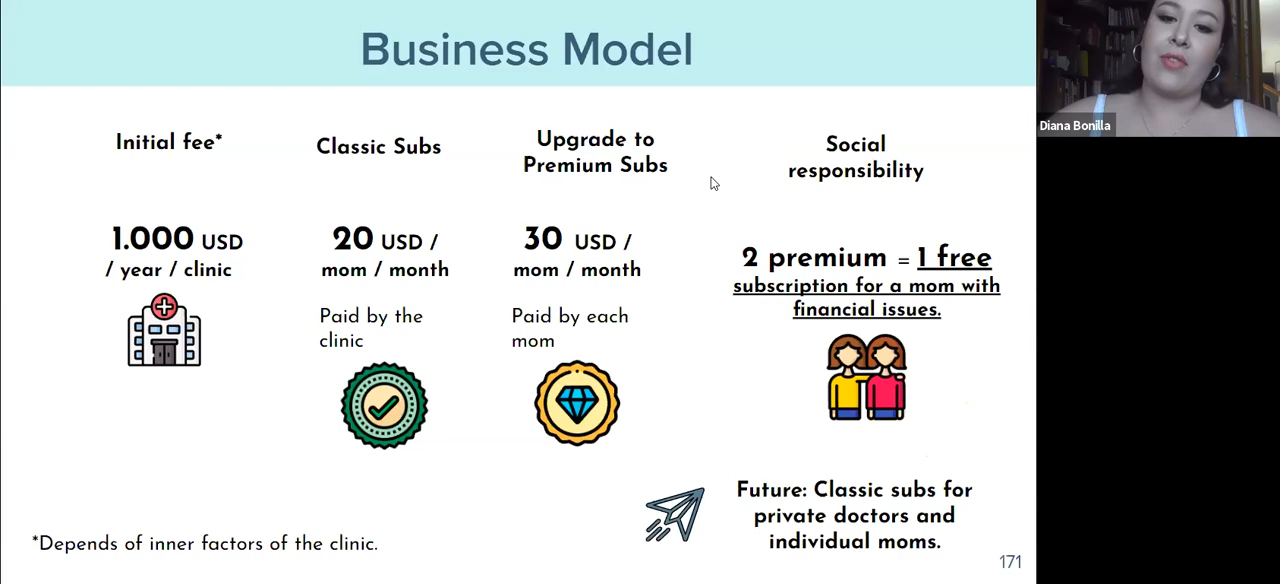 Business Model
Diana Bonilla
Initial fee*
1.000 USD
/ year / clinic
Classic Subs
20 USD /
mom / month
Paid by the
clinic
Upgrade to
Premium Subs
30 USD /
mom / month
Paid by each
mom
Social
responsibility
2 premium = 1 free
subscription for a mom with
financial issues.
Future: Classic subs for
private doctors and
individual moms.
*Depends of inner factors of the clinic.
171